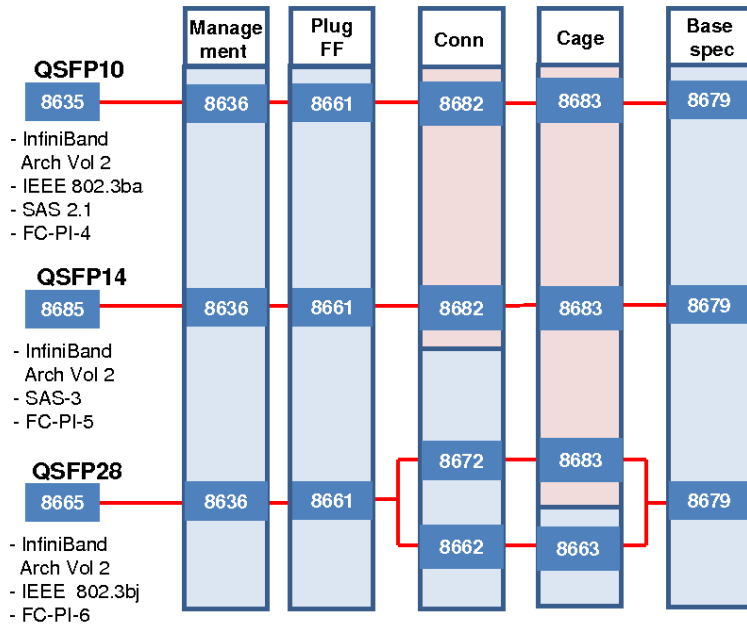 Manage
ment
Plug
FF
Conn
Cage
Base
spec
QSFP10
8635
8636
8661
8682
8683
8679
- InfiniBand
Arch Vol 2
- IEEE 802.3ba
- SAS 2.1
- FC-PI-4
QSFP14
8685
8636
8661
8682
8683
8679
- InfiniBand
Arch Vol 2
- SAS-3
- FC-PI-5
QSFP28
8665
8636
8661
8672
8683
8662
8663
8679
- InfiniBand
Arch Vol 2
- IEEE 802.3bj
- FC-PI-6